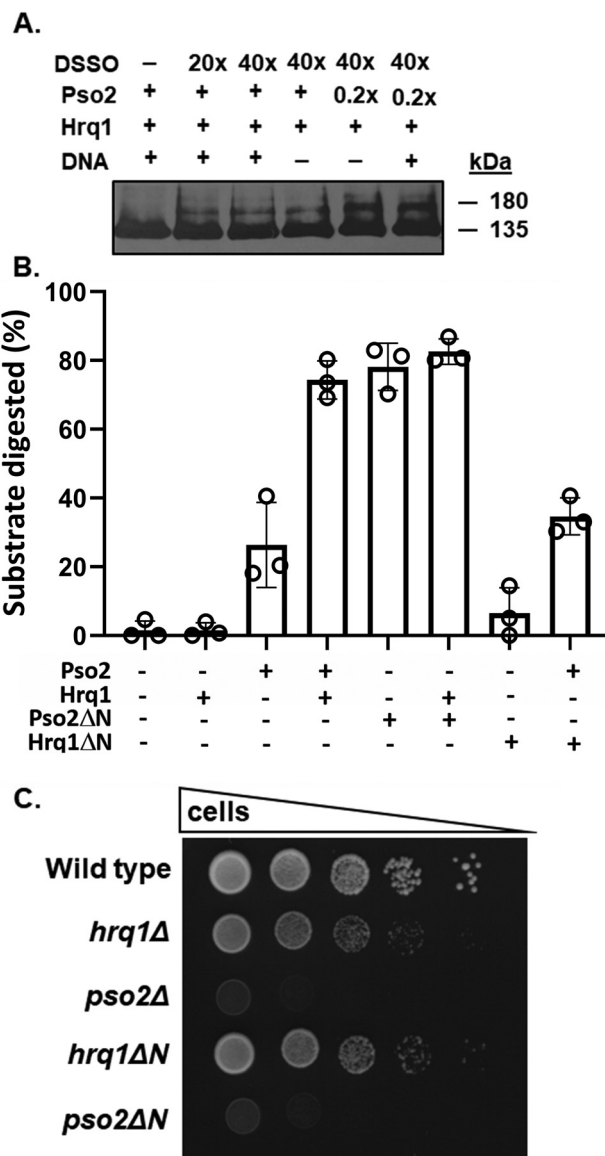 A.
DSSO – 20x 40x 40x 40x 40x
Pso2 + + + + 0.2x 0.2x
Hrq1 + + + + + +
DNA + + + – – + kDa
180
135
B.
Substrate digested (%)
100
80
60
40
20
0
Pso2 - - + + - - - +
Hrq1 - + - + - + - -
Pso2ΔN - - - - + + - -
Hrq1ΔN - - - - - - + +
C.
cells
Wild type
hrq1Δ
pso2Δ
hrq1ΔN
pso2ΔN